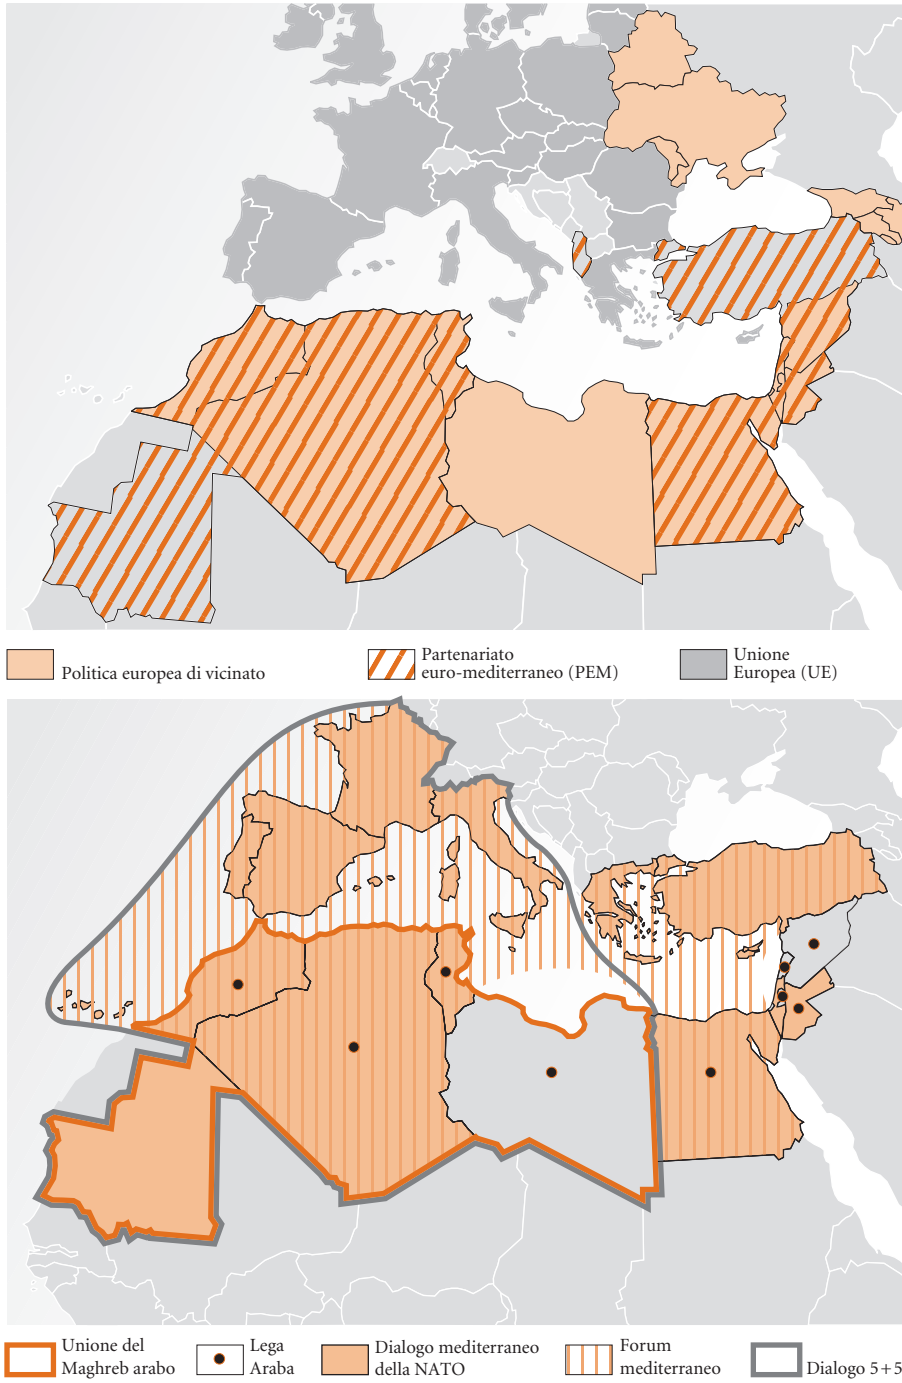 Politica europea di vicinato
Partenariato
euro-mediterraneo (PEM)
Unione
Europea (UE)
Unione del
Maghreb arabo
Lega
Araba
Dialogo mediterraneo
della NATO
Forum
mediterraneo
Dialogo 5+5